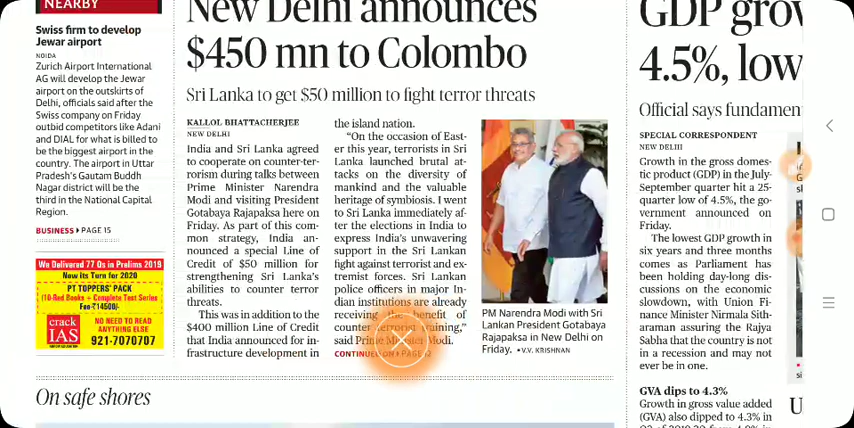 NEARBY
Swiss firm to develop
Jewar airport
NOIDA
Zurich Airport International
AG will develop the Jewar
airport on the outskirts of
Delhi, officials said after the
Swiss company on Friday
outbid competitors like Adani
and DIAL for what is billed to
be the biggest airport in the
country. The airport in Uttar
Pradesh's Gautam Buddh
Nagar district will be the
third in the National Capital
Region.
BUSINESS ▶ PAGE 15
We Delivered 77 Qs in Prelims 2019
Now its Turn for 2020
PT TOPPERS' PACK
(10-Red Books + Complete Test Series
Fee-₹14500/-
crack
IAS
NO NEED TO READ
ANYTHING ELSE
921-7070707
New Delhi announces
$450 mn to Colombo
Sri Lanka to get $50 million to fight terror threats
KALLOL BHATTACHERJEE
NEW DELHI
India and Sri Lanka agreed
to cooperate on counter-ter-
rorism during talks between
Prime Minister Narendra
Modi and visiting President
Gotabaya Rajapaksa here on
Friday. As part of this com-
mon strategy, India an-
nounced a special Line of
Credit of $50 million for
strengthening Sri Lanka's
abilities to counter terror
threats.
This was in addition to the
$400 million Line of Credit
that India announced for in-
frastructure development in
the island nation.
"On the occasion of East-
er this year, terrorists in Sri
Lanka launched brutal at-
tacks on the diversity of
mankind and the valuable
heritage of symbiosis. I went
to Sri Lanka immediately af-
ter the elections in India to
express India's unwavering
support in the Sri Lankan
fight against terrorist and ex-
tremist forces. Sri Lankan
police officers in major In-
dian institutions are already
receiving the benefit of
counter terrorist training,"
said Prime Minister Modi.
CONTINUED ON ▶ PAGE 12
PM Narendra Modi with Sri
Lankan President Gotabaya
Rajapaksa in New Delhi on
Friday. • V.V. KRISHNAN
On safe shores
GDP grow
4.5%, low
Official says fundamen
SPECIAL CORRESPONDENT
NEW DELHI
Growth in the gross domes-
tic product (GDP) in the July-
September quarter hit a 25-
quarter low of 4.5%, the go-
vernment announced on
Friday.
The lowest GDP growth in
six years and three months
comes as Parliament has
been holding day-long dis-
cussions on the economic
slowdown, with Union Fi-
nance Minister Nirmala Sith-
araman assuring the Rajya
Sabha that the country is not
in a recession and may not
ever be in one.
GVA dips to 4.3%
Growth in gross value added
(GVA) also dipped to 4.3% in
U